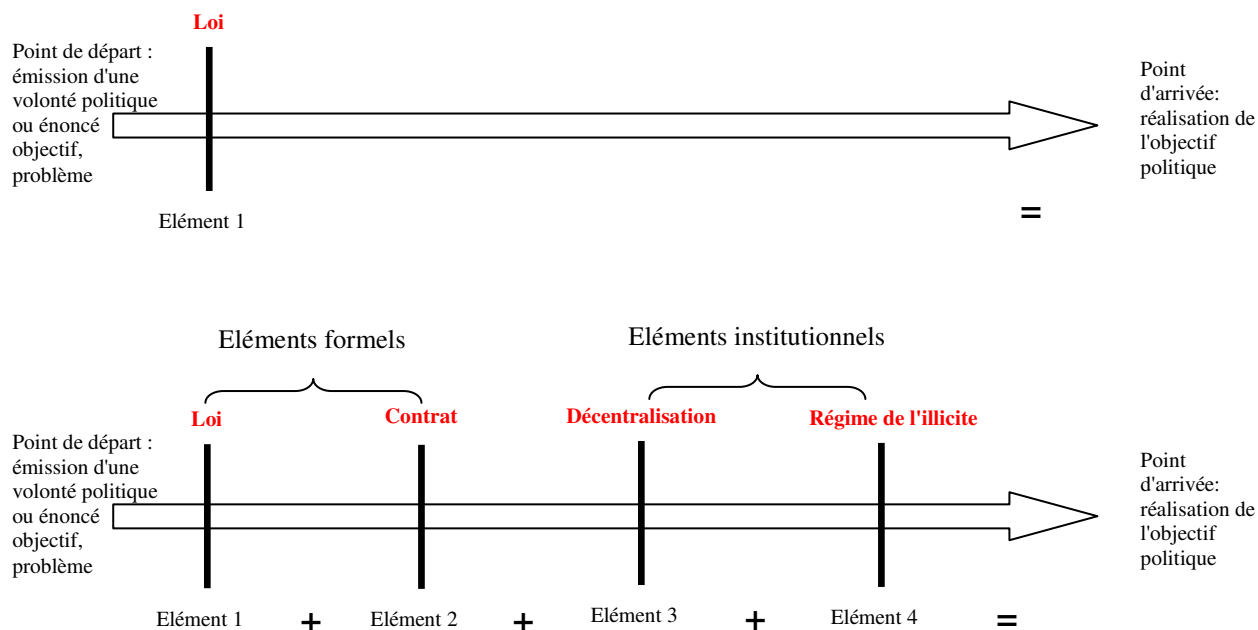 Loi
Point de départ :
émission d'une
volonté politique
ou énoncé
objectif,
problème
Point
d'arrivée:
réalisation de
l'objectif
politique
Elément 1
=
Eléments formels
Eléments institutionnels
Loi
Contrat
Décentralisation
Régime de l'illicite
Point de départ :
émission d'une
volonté politique
ou énoncé
objectif,
problème
Point
d'arrivée:
réalisation de
l'objectif
politique
Elément 1 + Elément 2 + Elément 3 + Elément 4 =